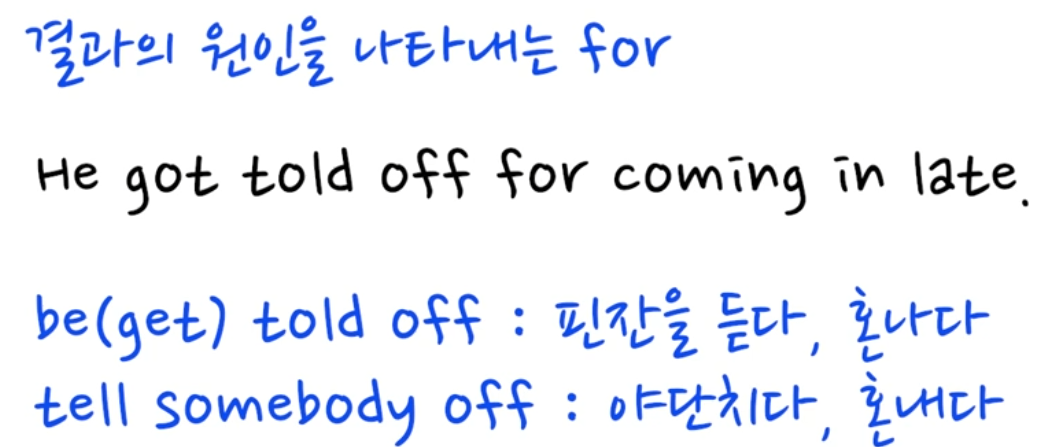 결과의 원인을 나타내는 for
He got told off for coming in late.
be(get) told off : 핀잔을 듣다, 혼나다
tell somebody off : 야단치다, 혼내다